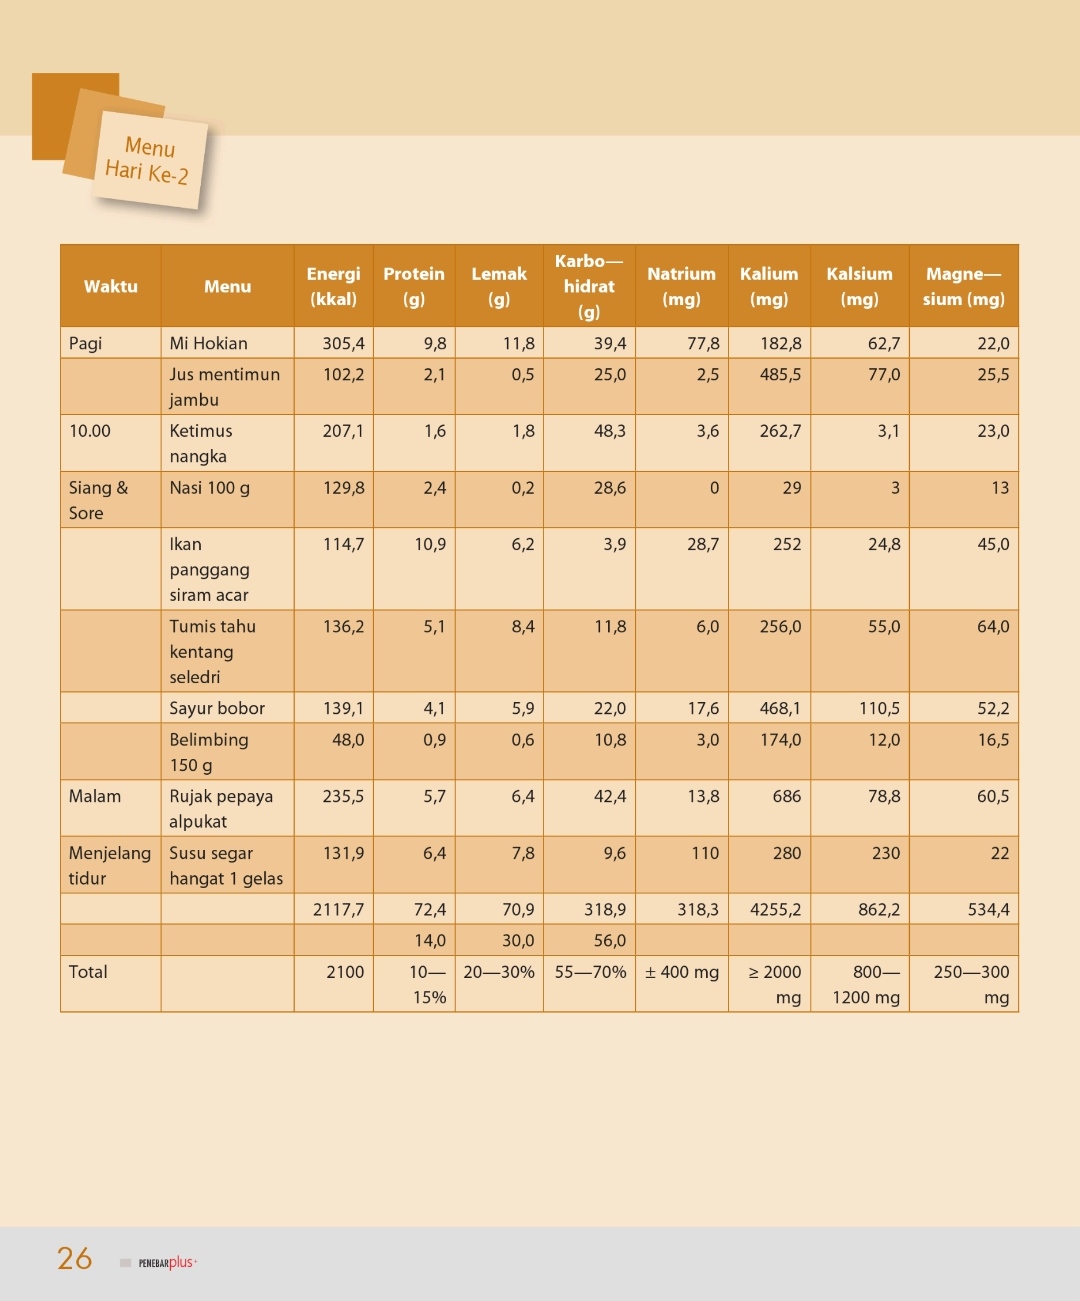 Menu
Hari Ke-2
Waktu Menu Energi (kkal) Protein (g) Lemak (g) Karbo—hidrat (g) Natrium (mg) Kalium (mg) Kalsium (mg) Magne—sium (mg)
Pagi Mi Hokian 305,4 9,8 11,8 39,4 77,8 182,8 62,7 22,0
Jus mentimun jambu 102,2 2,1 0,5 25,0 2,5 485,5 77,0 25,5
10.00 Ketimus nangka 207,1 1,6 1,8 48,3 3,6 262,7 3,1 23,0
Siang & Sore Nasi 100 g 129,8 2,4 0,2 28,6 0 29 3 13
Ikan panggang siram acar 114,7 10,9 6,2 3,9 28,7 252 24,8 45,0
Tumis tahu kentang seledri 136,2 5,1 8,4 11,8 6,0 256,0 55,0 64,0
Sayur bobor 139,1 4,1 5,9 22,0 17,6 468,1 110,5 52,2
Belimbing 150 g 48,0 0,9 0,6 10,8 3,0 174,0 12,0 16,5
Malam Rujak pepaya alpukat 235,5 5,7 6,4 42,4 13,8 686 78,8 60,5
Menjelang tidur Susu segar hangat 1 gelas 131,9 6,4 7,8 9,6 110 280 230 22
2117,7 72,4 70,9 318,9 318,3 4255,2 862,2 534,4
14,0 30,0 56,0
Total 2100 10—15% 20—30% 55—70% ± 400 mg ≥ 2000 mg 800—1200 mg 250—300 mg
26 PENEBAR plus+